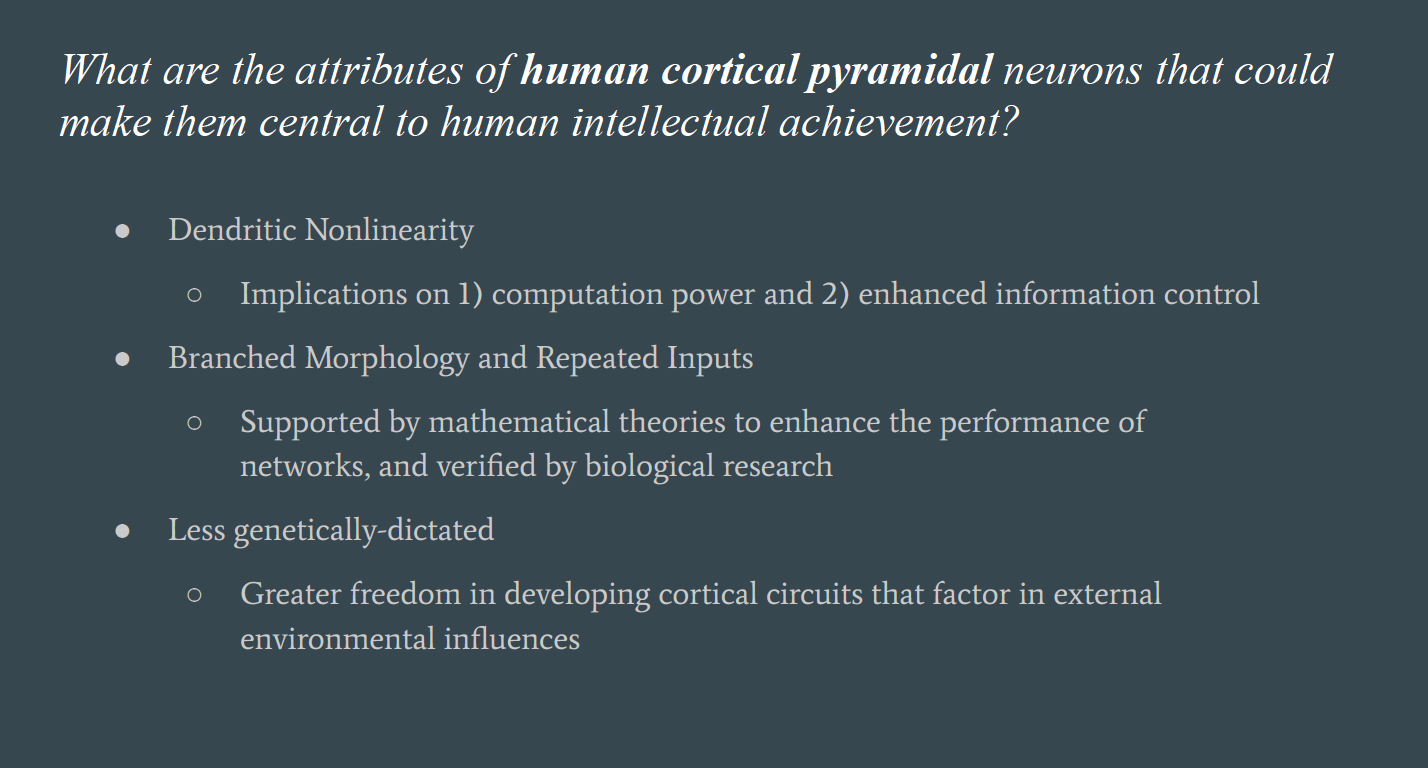 What are the attributes of human cortical pyramidal neurons that could
make them central to human intellectual achievement?
● Dendritic Nonlinearity
○ Implications on 1) computation power and 2) enhanced information control
● Branched Morphology and Repeated Inputs
○ Supported by mathematical theories to enhance the performance of
networks, and verified by biological research
● Less genetically-dictated
○ Greater freedom in developing cortical circuits that factor in external
environmental influences